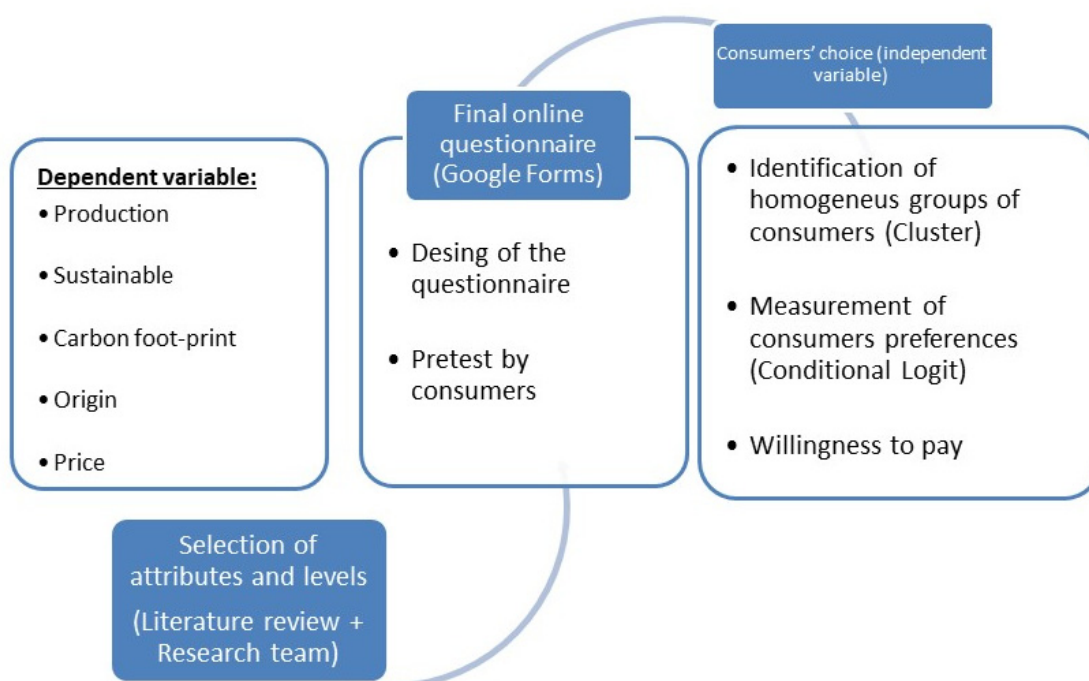 Dependent variable:
• Production
• Sustainable
• Carbon foot-print
• Origin
• Price
Selection of
attributes and levels
(Literature review +
Research team)
Final online
questionnaire
(Google Forms)
• Desing of the
questionnaire
• Pretest by
consumers
Consumers' choice (independent
variable)
• Identification of
homogeneus groups of
consumers (Cluster)
• Measurement of
consumers preferences
(Conditional Logit)
• Willingness to pay